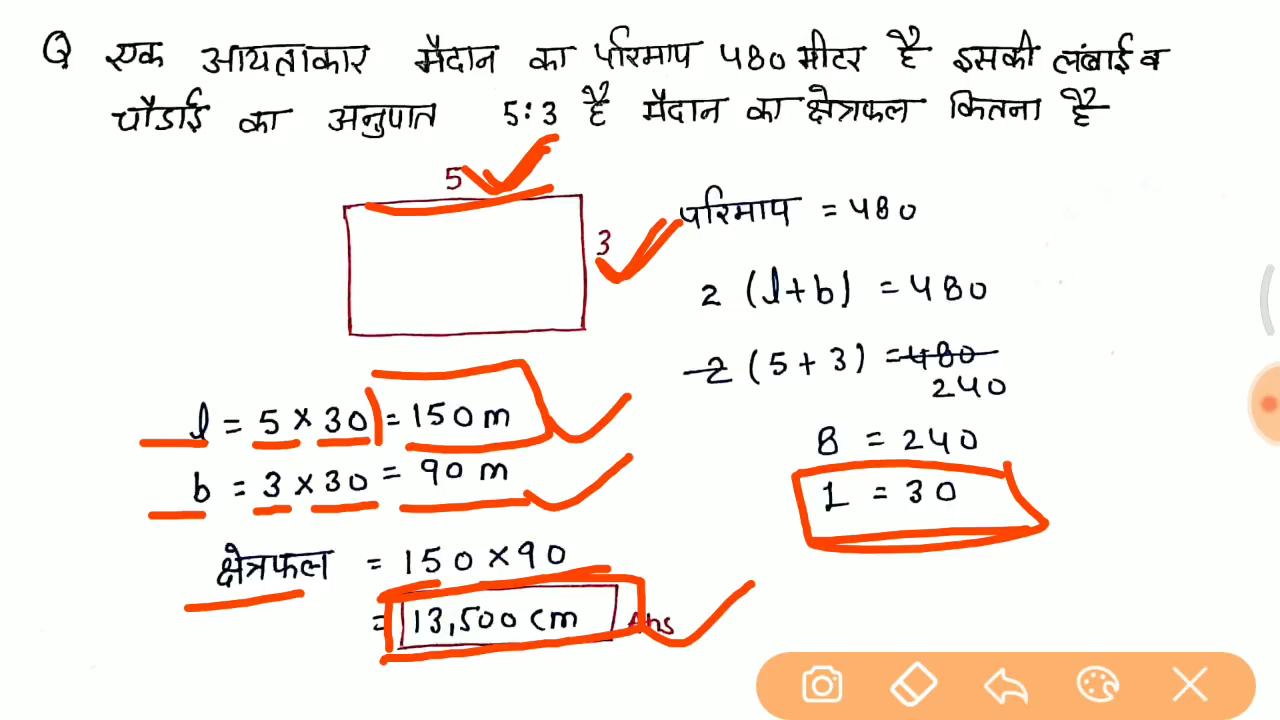 Q एक आयताकार मैदान का परिमाप 480 मीटर है इसकी लंबाई व
चौडाई का अनुपात 5:3 है मैदान का क्षेत्रफल कितना है
5
3
परिमाप = 480
2 (l+b) = 480
2 (5+3) = 480
240
8 = 240
1 = 30
l = 5 × 30 = 150 m
b = 3 × 30 = 90 m
क्षेत्रफल = 150 × 90
= 13,500 cm Ans